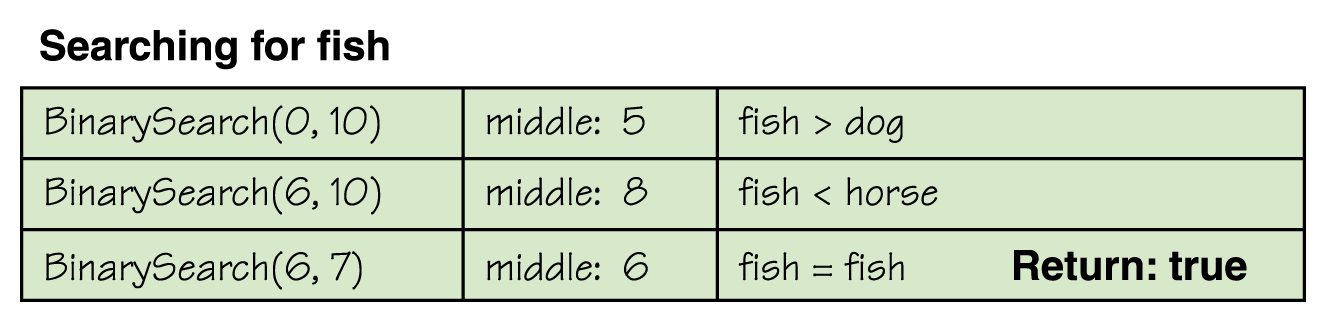 Searching for fish
BinarySearch(0, 10) middle: 5 fish > dog
BinarySearch(6, 10) middle: 8 fish < horse
BinarySearch(6, 7) middle: 6 fish = fish Return: true